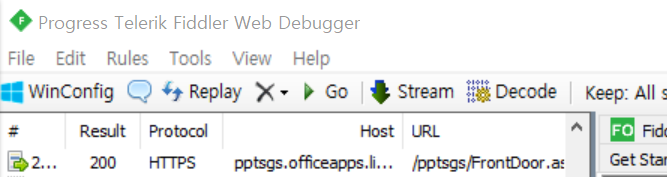 Progress Telerik Fiddler Web Debugger
File Edit Rules Tools View Help
WinConfig Replay Go Stream Decode Keep: All s
# Result Protocol Host URL FO Fidd
2... 200 HTTPS pptsgs.officeapps.li... /pptsgs/FrontDoor.as Get Star